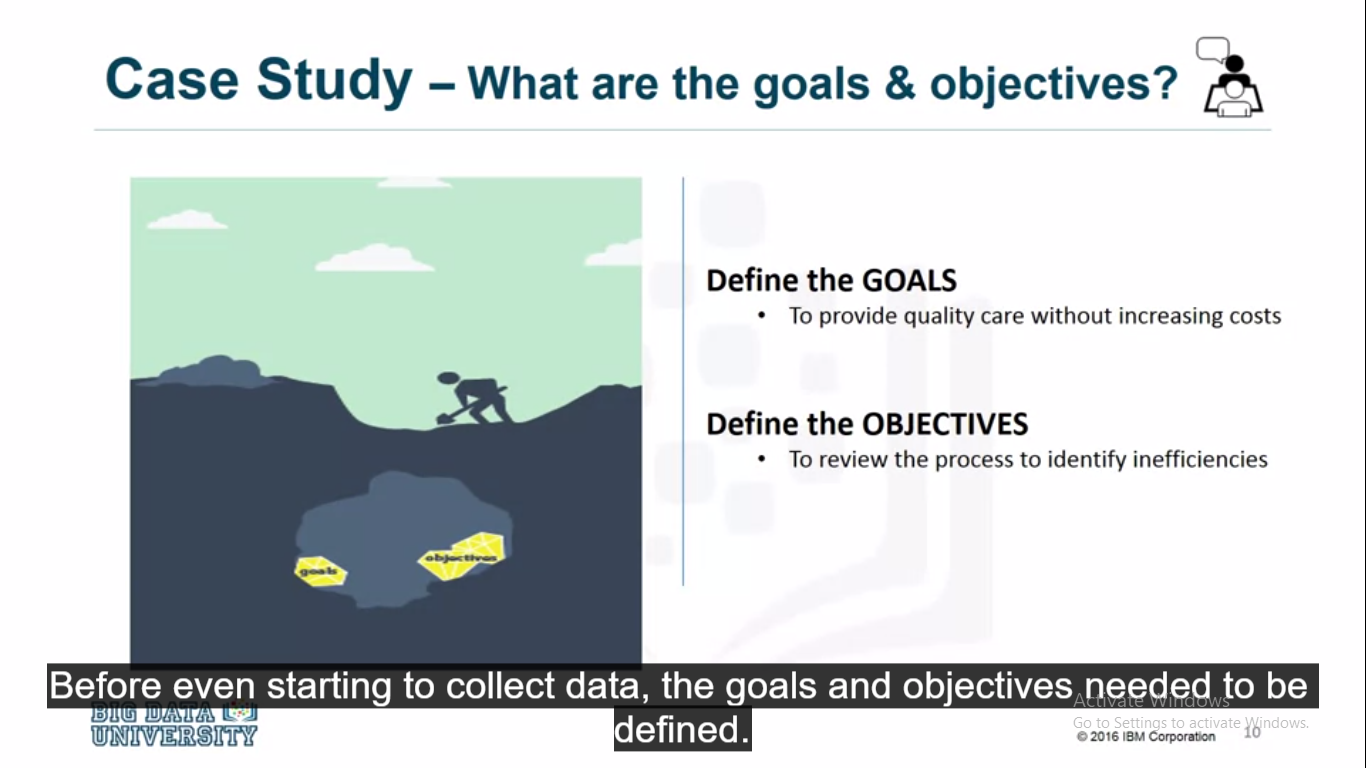 Case Study – What are the goals & objectives?
Define the GOALS
• To provide quality care without increasing costs
Define the OBJECTIVES
• To review the process to identify inefficiencies
goals
objectives
Before even starting to collect data, the goals and objectives needed to be
defined.
BIG DATA
UNIVERSITY
Activate Windows
Go to Settings to activate Windows.
© 2016 IBM Corporation
10